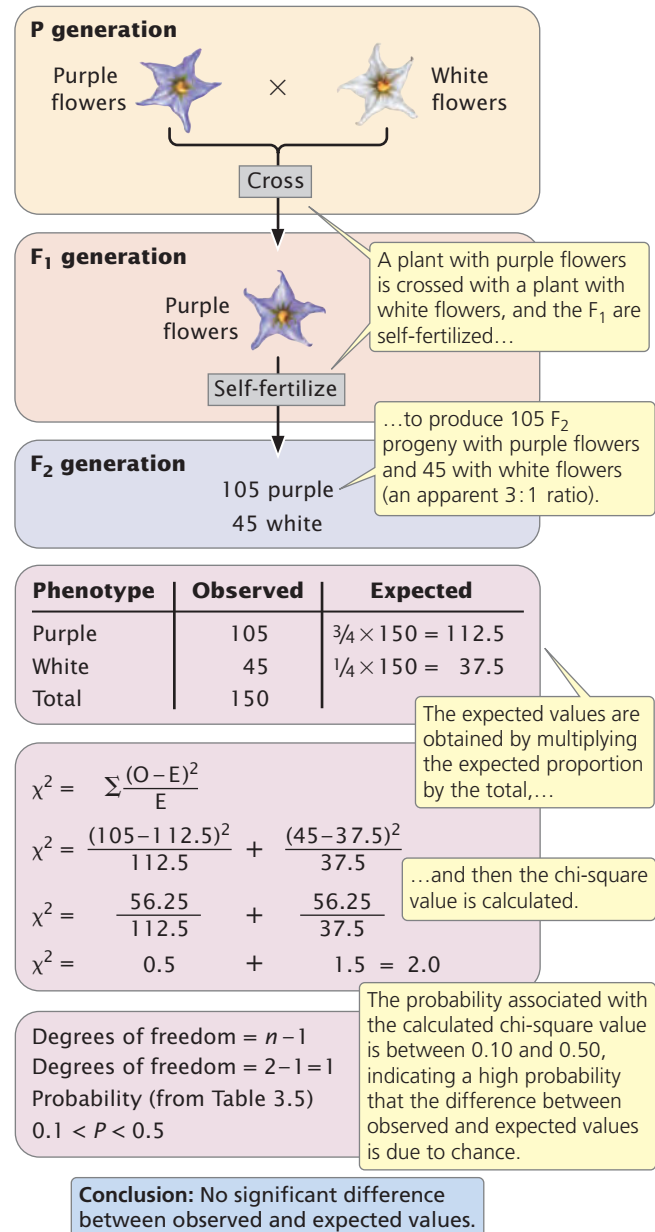 P generation
Purple
flowers
×
White
flowers
Cross
F₁ generation
Purple
flowers
A plant with purple flowers
is crossed with a plant with
white flowers, and the F₁ are
self-fertilized…
Self-fertilize
…to produce 105 F₂
progeny with purple flowers
and 45 with white flowers
(an apparent 3:1 ratio).
F₂ generation
105 purple
45 white
Phenotype Observed Expected
Purple 105 3/4 × 150 = 112.5
White 45 1/4 × 150 = 37.5
Total 150
The expected values are
obtained by multiplying
the expected proportion
by the total,…
χ² = Σ (O – E)² / E
χ² = (105–112.5)² / 112.5 + (45–37.5)² / 37.5
…and then the chi-square
value is calculated.
χ² = 56.25 / 112.5 + 56.25 / 37.5
χ² = 0.5 + 1.5 = 2.0
Degrees of freedom = n – 1
Degrees of freedom = 2–1=1
Probability (from Table 3.5)
0.1 < P < 0.5
The probability associated with
the calculated chi-square value
is between 0.10 and 0.50,
indicating a high probability
that the difference between
observed and expected values
is due to chance.
Conclusion: No significant difference
between observed and expected values.